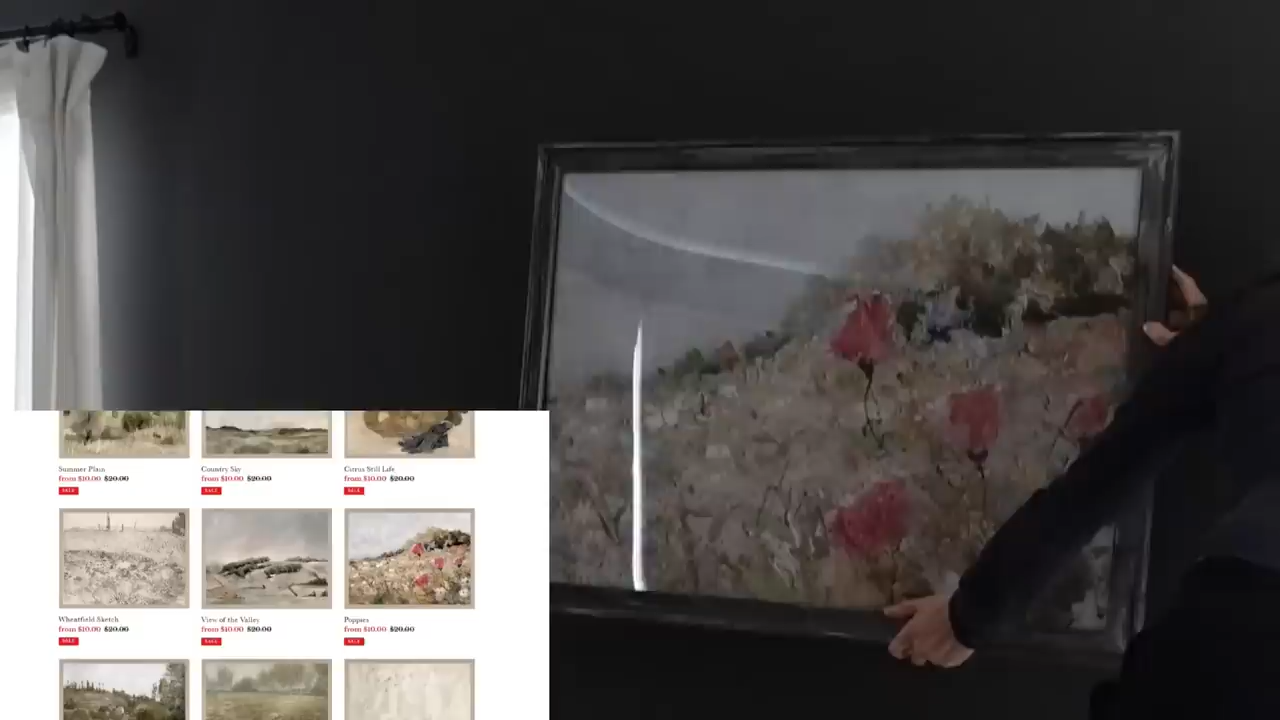 Summer Plain
from $10.00 $20.00
SALE
Country Sky
from $10.00 $20.00
SALE
Citrus Still Life
from $10.00 $20.00
SALE
Wheatfield Sketch
from $10.00 $20.00
SALE
View of the Valley
from $10.00 $20.00
SALE
Poppies
from $10.00 $20.00
SALE